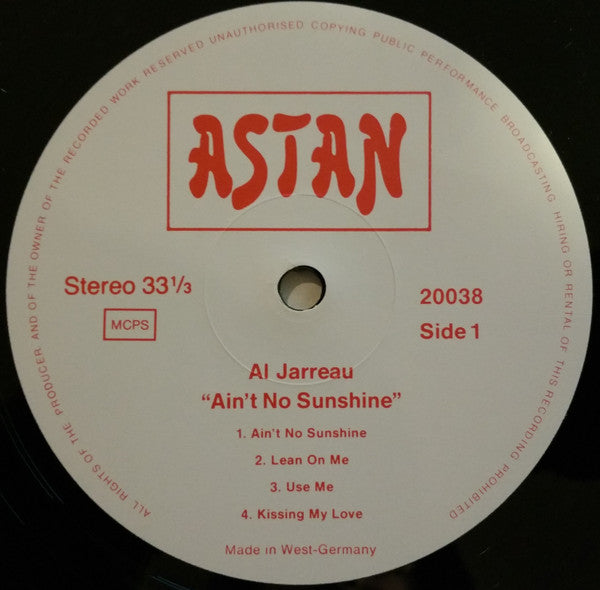 ALL RIGHTS OF THE PRODUCER AND OF THE OWNER OF THE RECORDED WORK RESERVED UNAUTHORISED COPYING PUBLIC PERFORMANCE BROADCASTING HIRING OR RENTAL OF THIS RECORDING PROHIBITED
ASTAN
Stereo 33 1/3
MCPS
20038
Side 1
Al Jarreau
“Ain't No Sunshine”
1. Ain't No Sunshine
2. Lean On Me
3. Use Me
4. Kissing My Love
Made in West-Germany